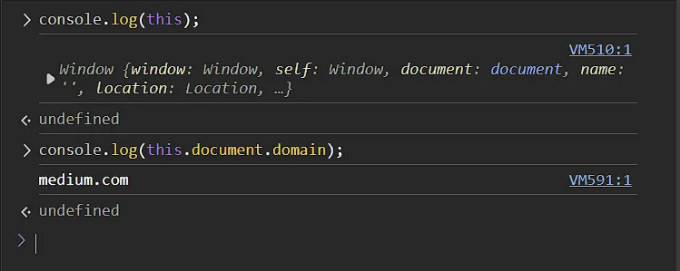 console.log(this);
VM510:1
Window {window: Window, self: Window, document: document, name:
'', location: Location, …}
undefined
console.log(this.document.domain);
medium.com VM591:1
undefined